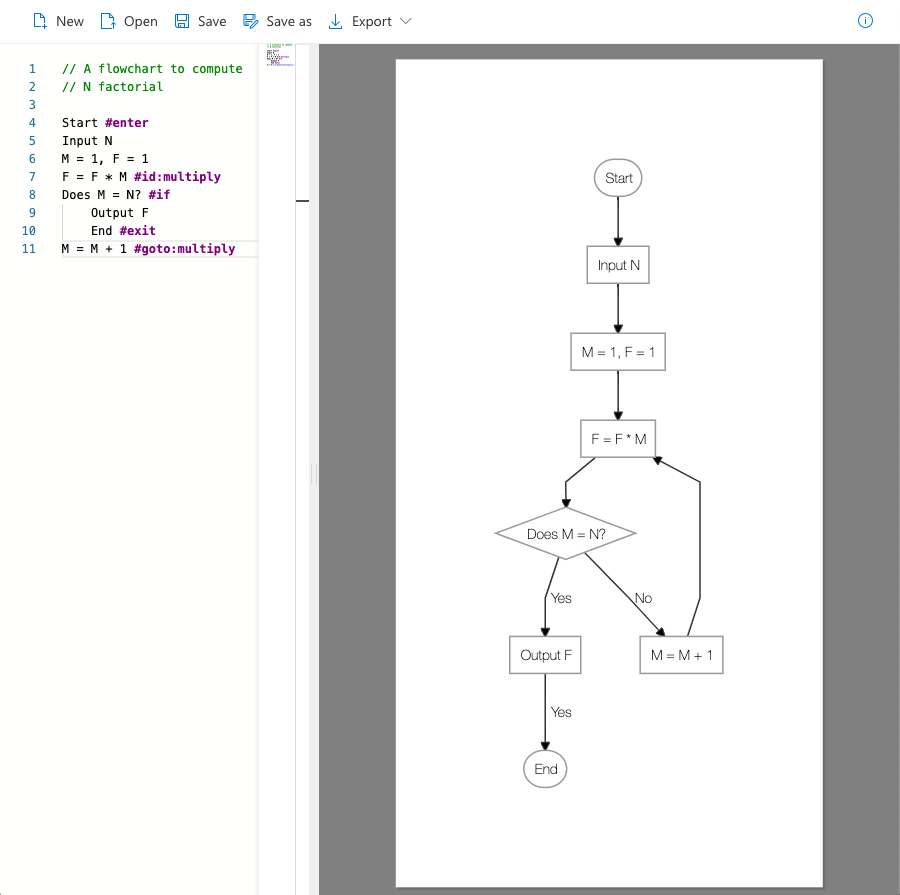 New Open Save Save as Export
1 // A flowchart to compute
2 // N factorial
3
4 Start #enter
5 Input N
6 M = 1, F = 1
7 F = F * M #id:multiply
8 Does M = N? #if
9 Output F
10 End #exit
11 M = M + 1 #goto:multiply
Start
Input N
M = 1, F = 1
F = F * M
Does M = N?
Yes No
Output F M = M + 1
Yes
End